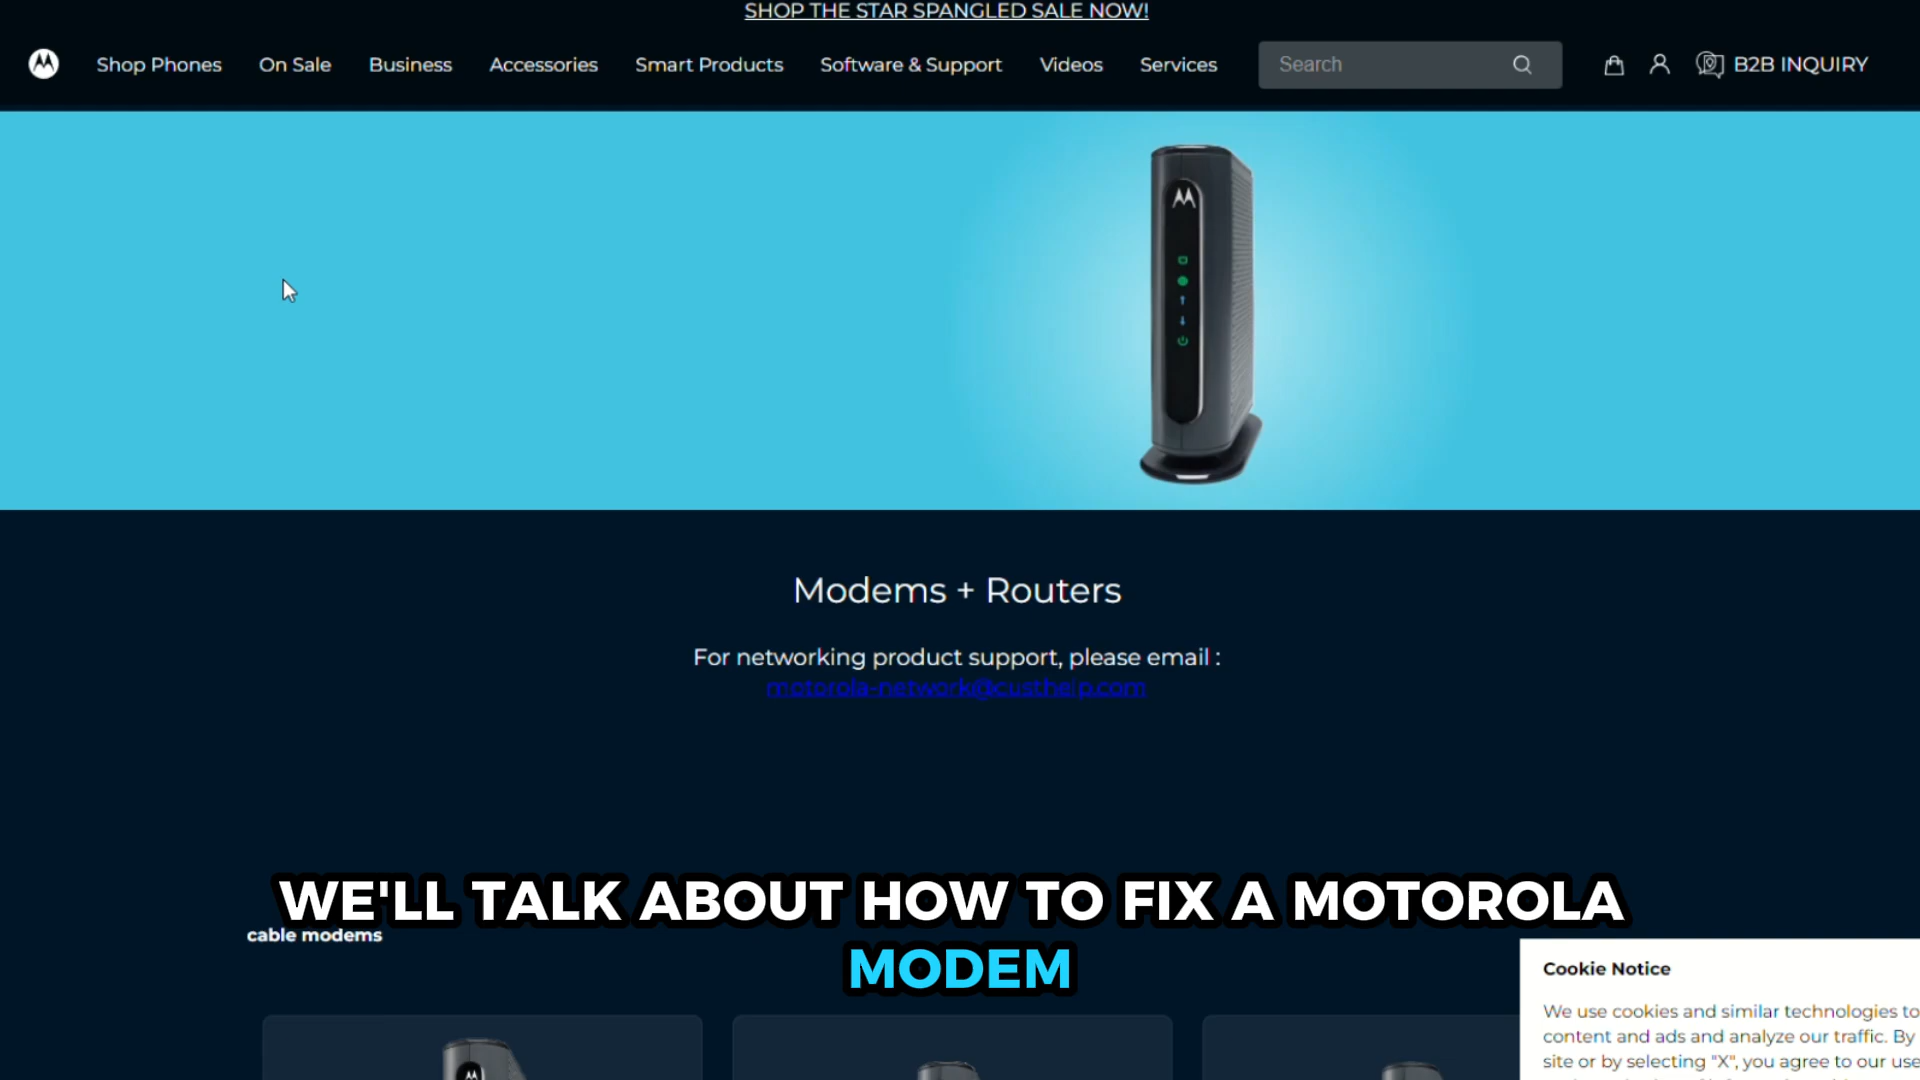 SHOP THE STAR SPANGLED SALE NOW!
Shop Phones On Sale Business Accessories Smart Products Software & Support Videos Services Search B2B INQUIRY
Modems + Routers
For networking product support, please email :
motorola-network@custhelp.com
WE'LL TALK ABOUT HOW TO FIX A MOTOROLA
MODEM
cable modems
Cookie Notice
We use cookies and similar technologies to
content and ads and analyze our traffic. By
site or by selecting "X", you agree to our use